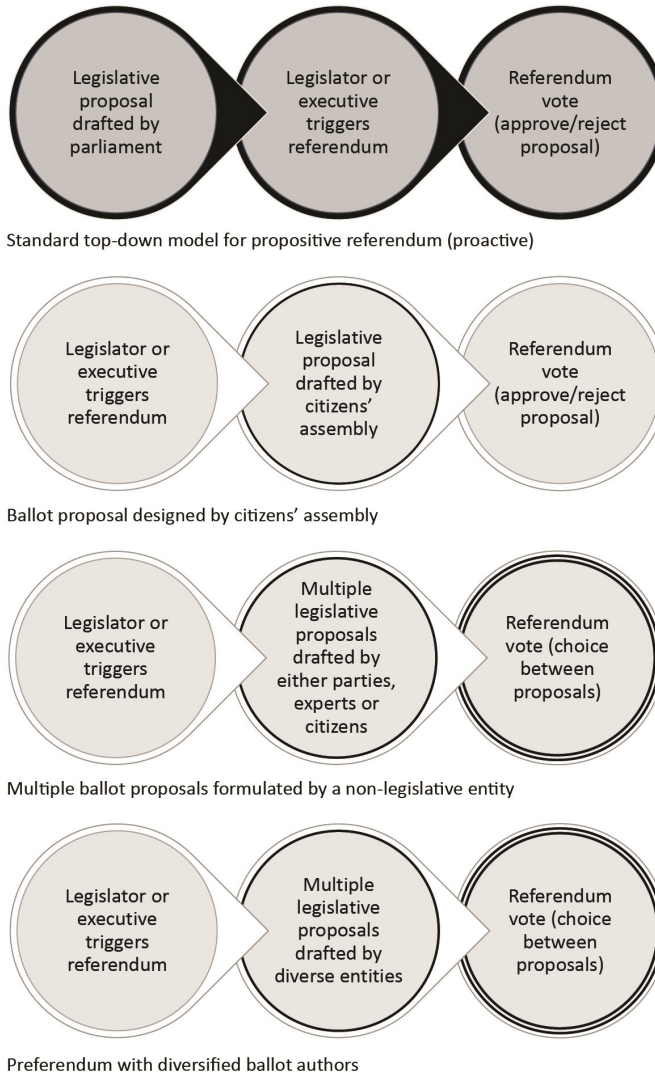 Legislative
proposal
drafted by
parliament
Legislator or
executive
triggers
referendum
Referendum
vote
(approve/reject
proposal)
Standard top-down model for propositive referendum (proactive)
Legislator or
executive
triggers
referendum
Legislative
proposal
drafted by
citizens’
assembly
Referendum
vote
(approve/reject
proposal)
Ballot proposal designed by citizens’ assembly
Legislator or
executive
triggers
referendum
Multiple
legislative
proposals
drafted by
either parties,
experts or
citizens
Referendum
vote (choice
between
proposals)
Multiple ballot proposals formulated by a non-legislative entity
Legislator or
executive
triggers
referendum
Multiple
legislative
proposals
drafted by
diverse entities
Referendum
vote (choice
between
proposals)
Preferendum with diversified ballot authors